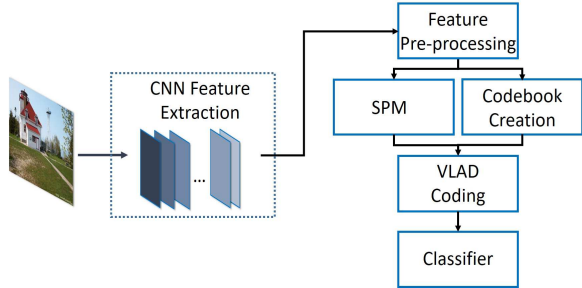 CNN Feature
Extraction
...
Feature
Pre-processing
SPM
Codebook
Creation
VLAD
Coding
Classifier